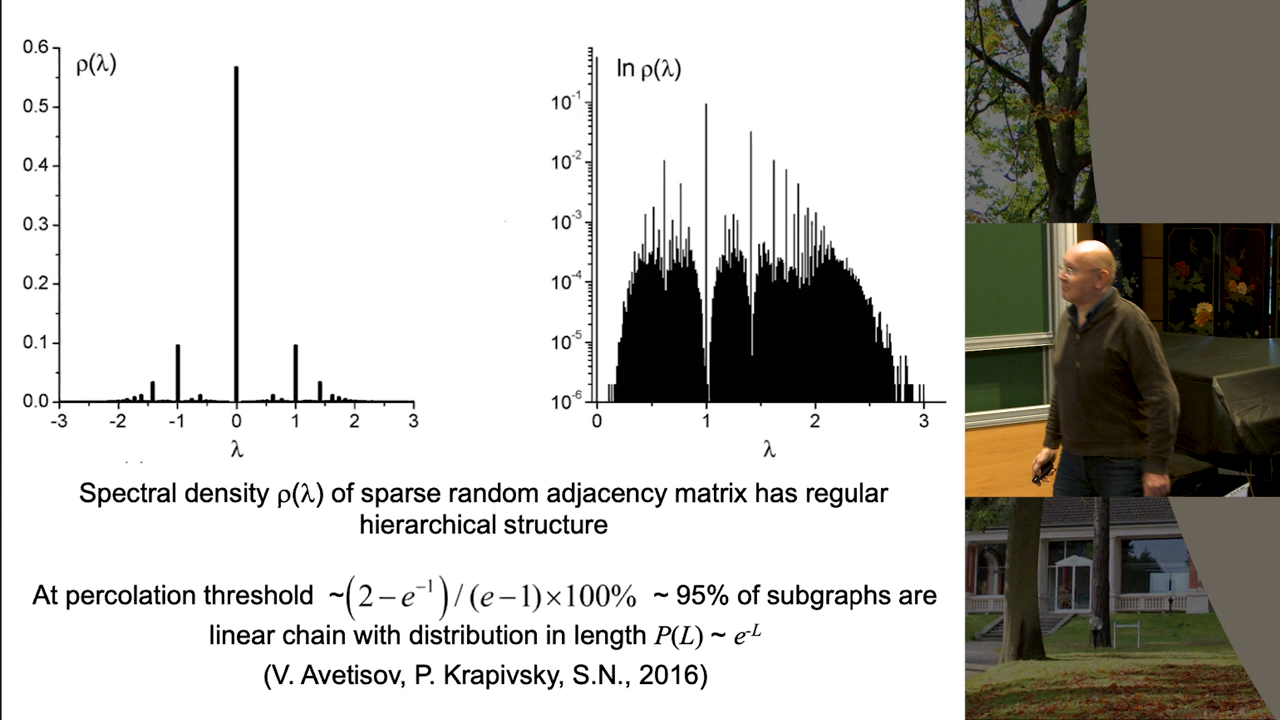 ρ(λ)
0.6
0.5
0.4
0.3
0.2
0.1
0.0
-3 -2 -1 0 1 2 3
λ
ln ρ(λ)
10⁻¹
10⁻²
10⁻³
10⁻⁴
10⁻⁵
10⁻⁶
0 1 2 3
λ
Spectral density ρ(λ) of sparse random adjacency matrix has regular
hierarchical structure
At percolation threshold ~(2−e⁻¹)/(e−1)×100% ~ 95% of subgraphs are
linear chain with distribution in length P(L) ~ e⁻ᴸ
(V. Avetisov, P. Krapivsky, S.N., 2016)